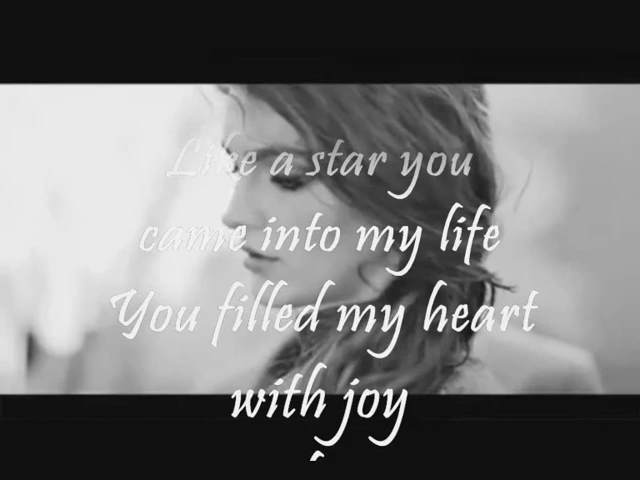 Like a star you
came into my life
You filled my heart
with joy